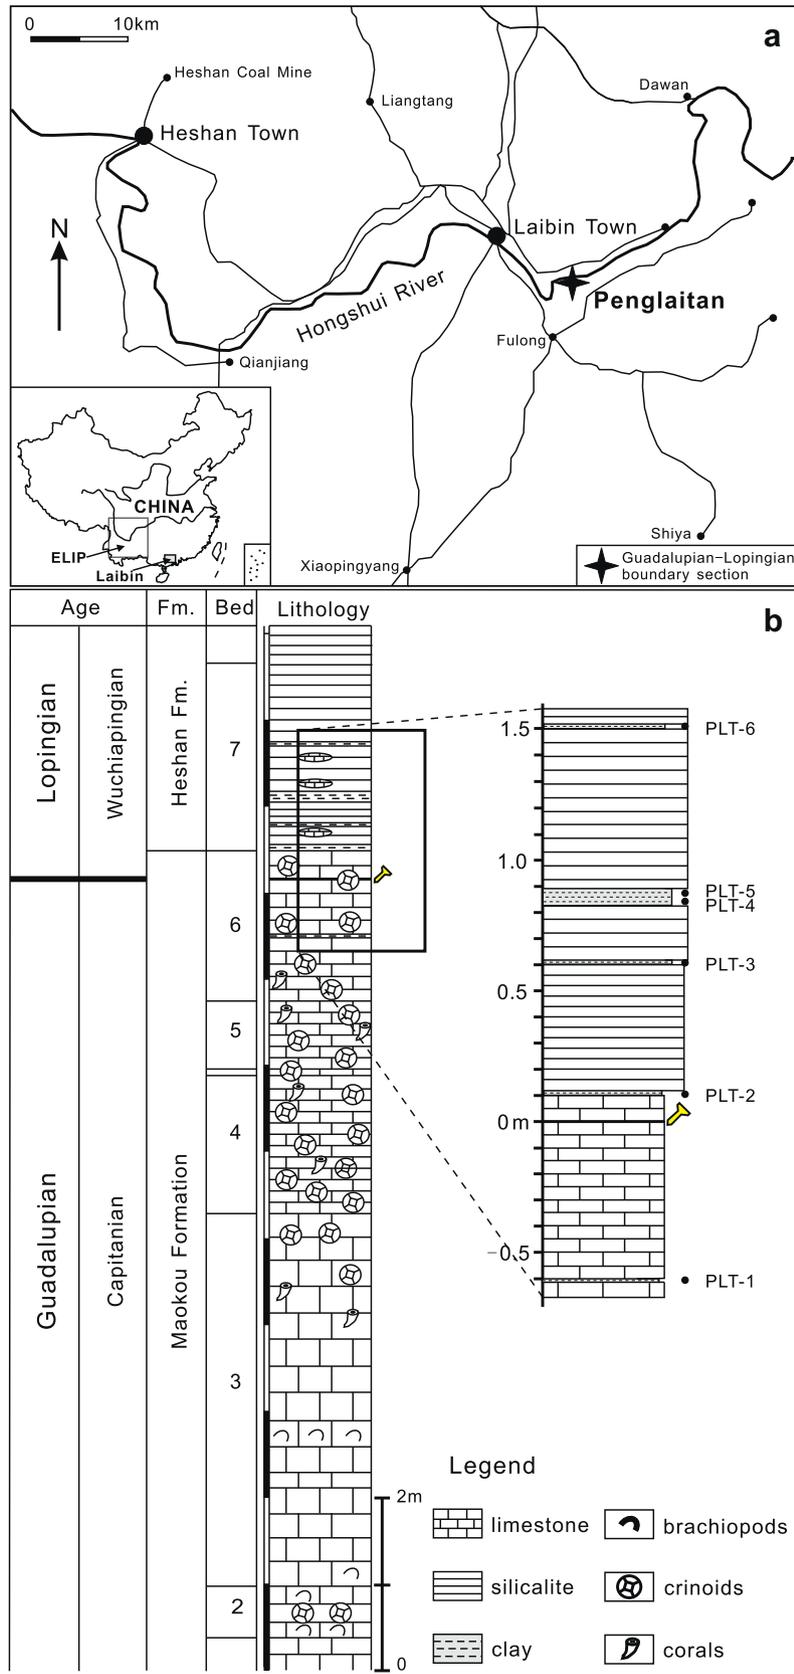 0 10km
a
Heshan Coal Mine
Liangtang
Dawan
Heshan Town
N
Laibin Town
Penglaitan
Hongshui River
Fulong
Qianjiang
CHINA
ELIP
Laibin
Xiaopingyang
Shiya
Guadalupian–Lopingian
boundary section
Age Fm. Bed Lithology
b
Lopingian
Wuchiapingian
Heshan Fm.
7
6
5
4
Guadalupian
Capitanian
Maokou Formation
3
2
2m
0
1.5
1.0
0.5
0m
-0.5
PLT-6
PLT-5
PLT-4
PLT-3
PLT-2
PLT-1
Legend
limestone brachiopods
silicalite crinoids
clay corals